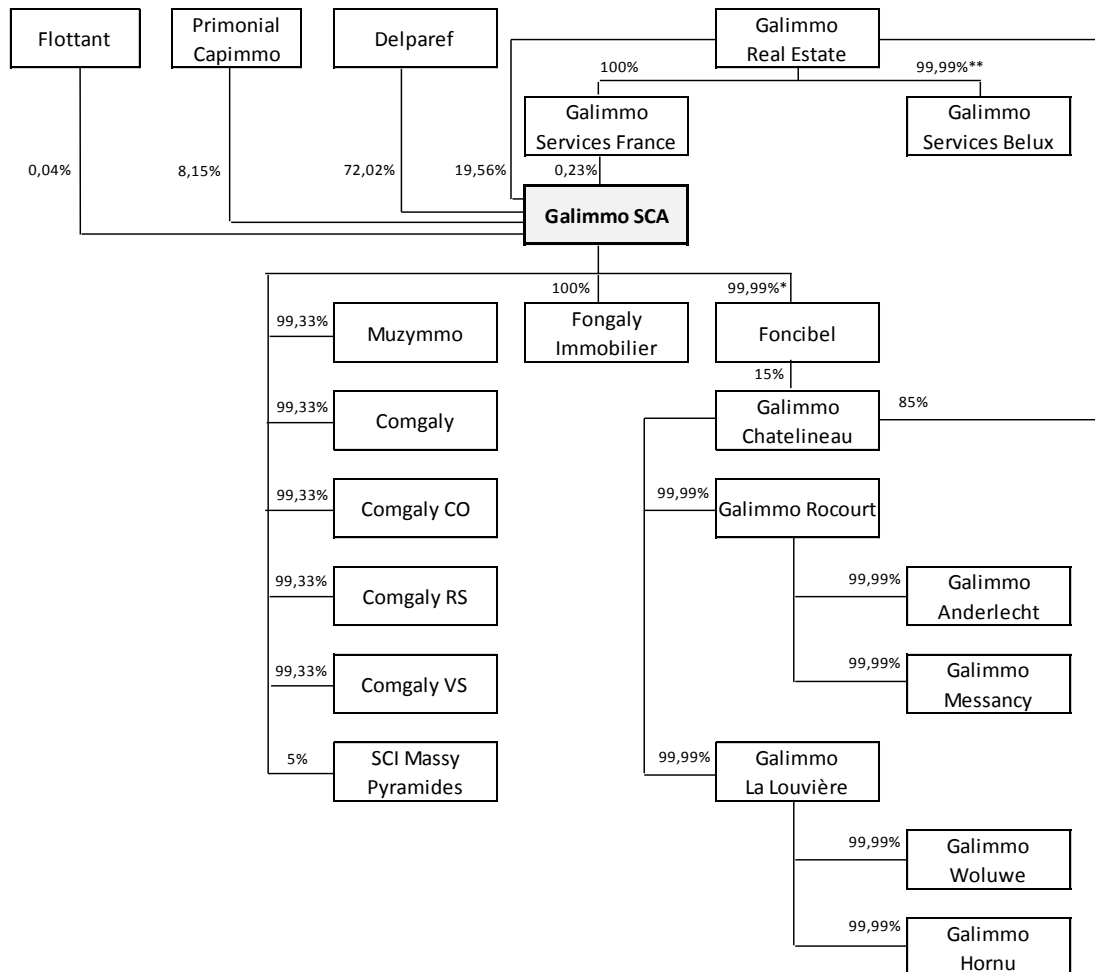 Flottant
Primonial
Capimmo
Delparef
Galimmo
Real Estate
100%
99,99%**
Galimmo
Services France
Galimmo
Services Belux
0,04%
8,15%
72,02%
19,56%
0,23%
Galimmo SCA
100%
99,99%*
99,33%
Muzymmo
Fongaly
Immobilier
Foncibel
15%
99,33%
Comgaly
Galimmo
Chatelineau
85%
99,33%
Comgaly CO
99,99%
Galimmo Rocourt
99,33%
Comgaly RS
99,99%
Galimmo
Anderlecht
99,33%
Comgaly VS
99,99%
Galimmo
Messancy
5%
SCI Massy
Pyramides
99,99%
Galimmo
La Louvière
99,99%
Galimmo
Woluwe
99,99%
Galimmo
Hornu